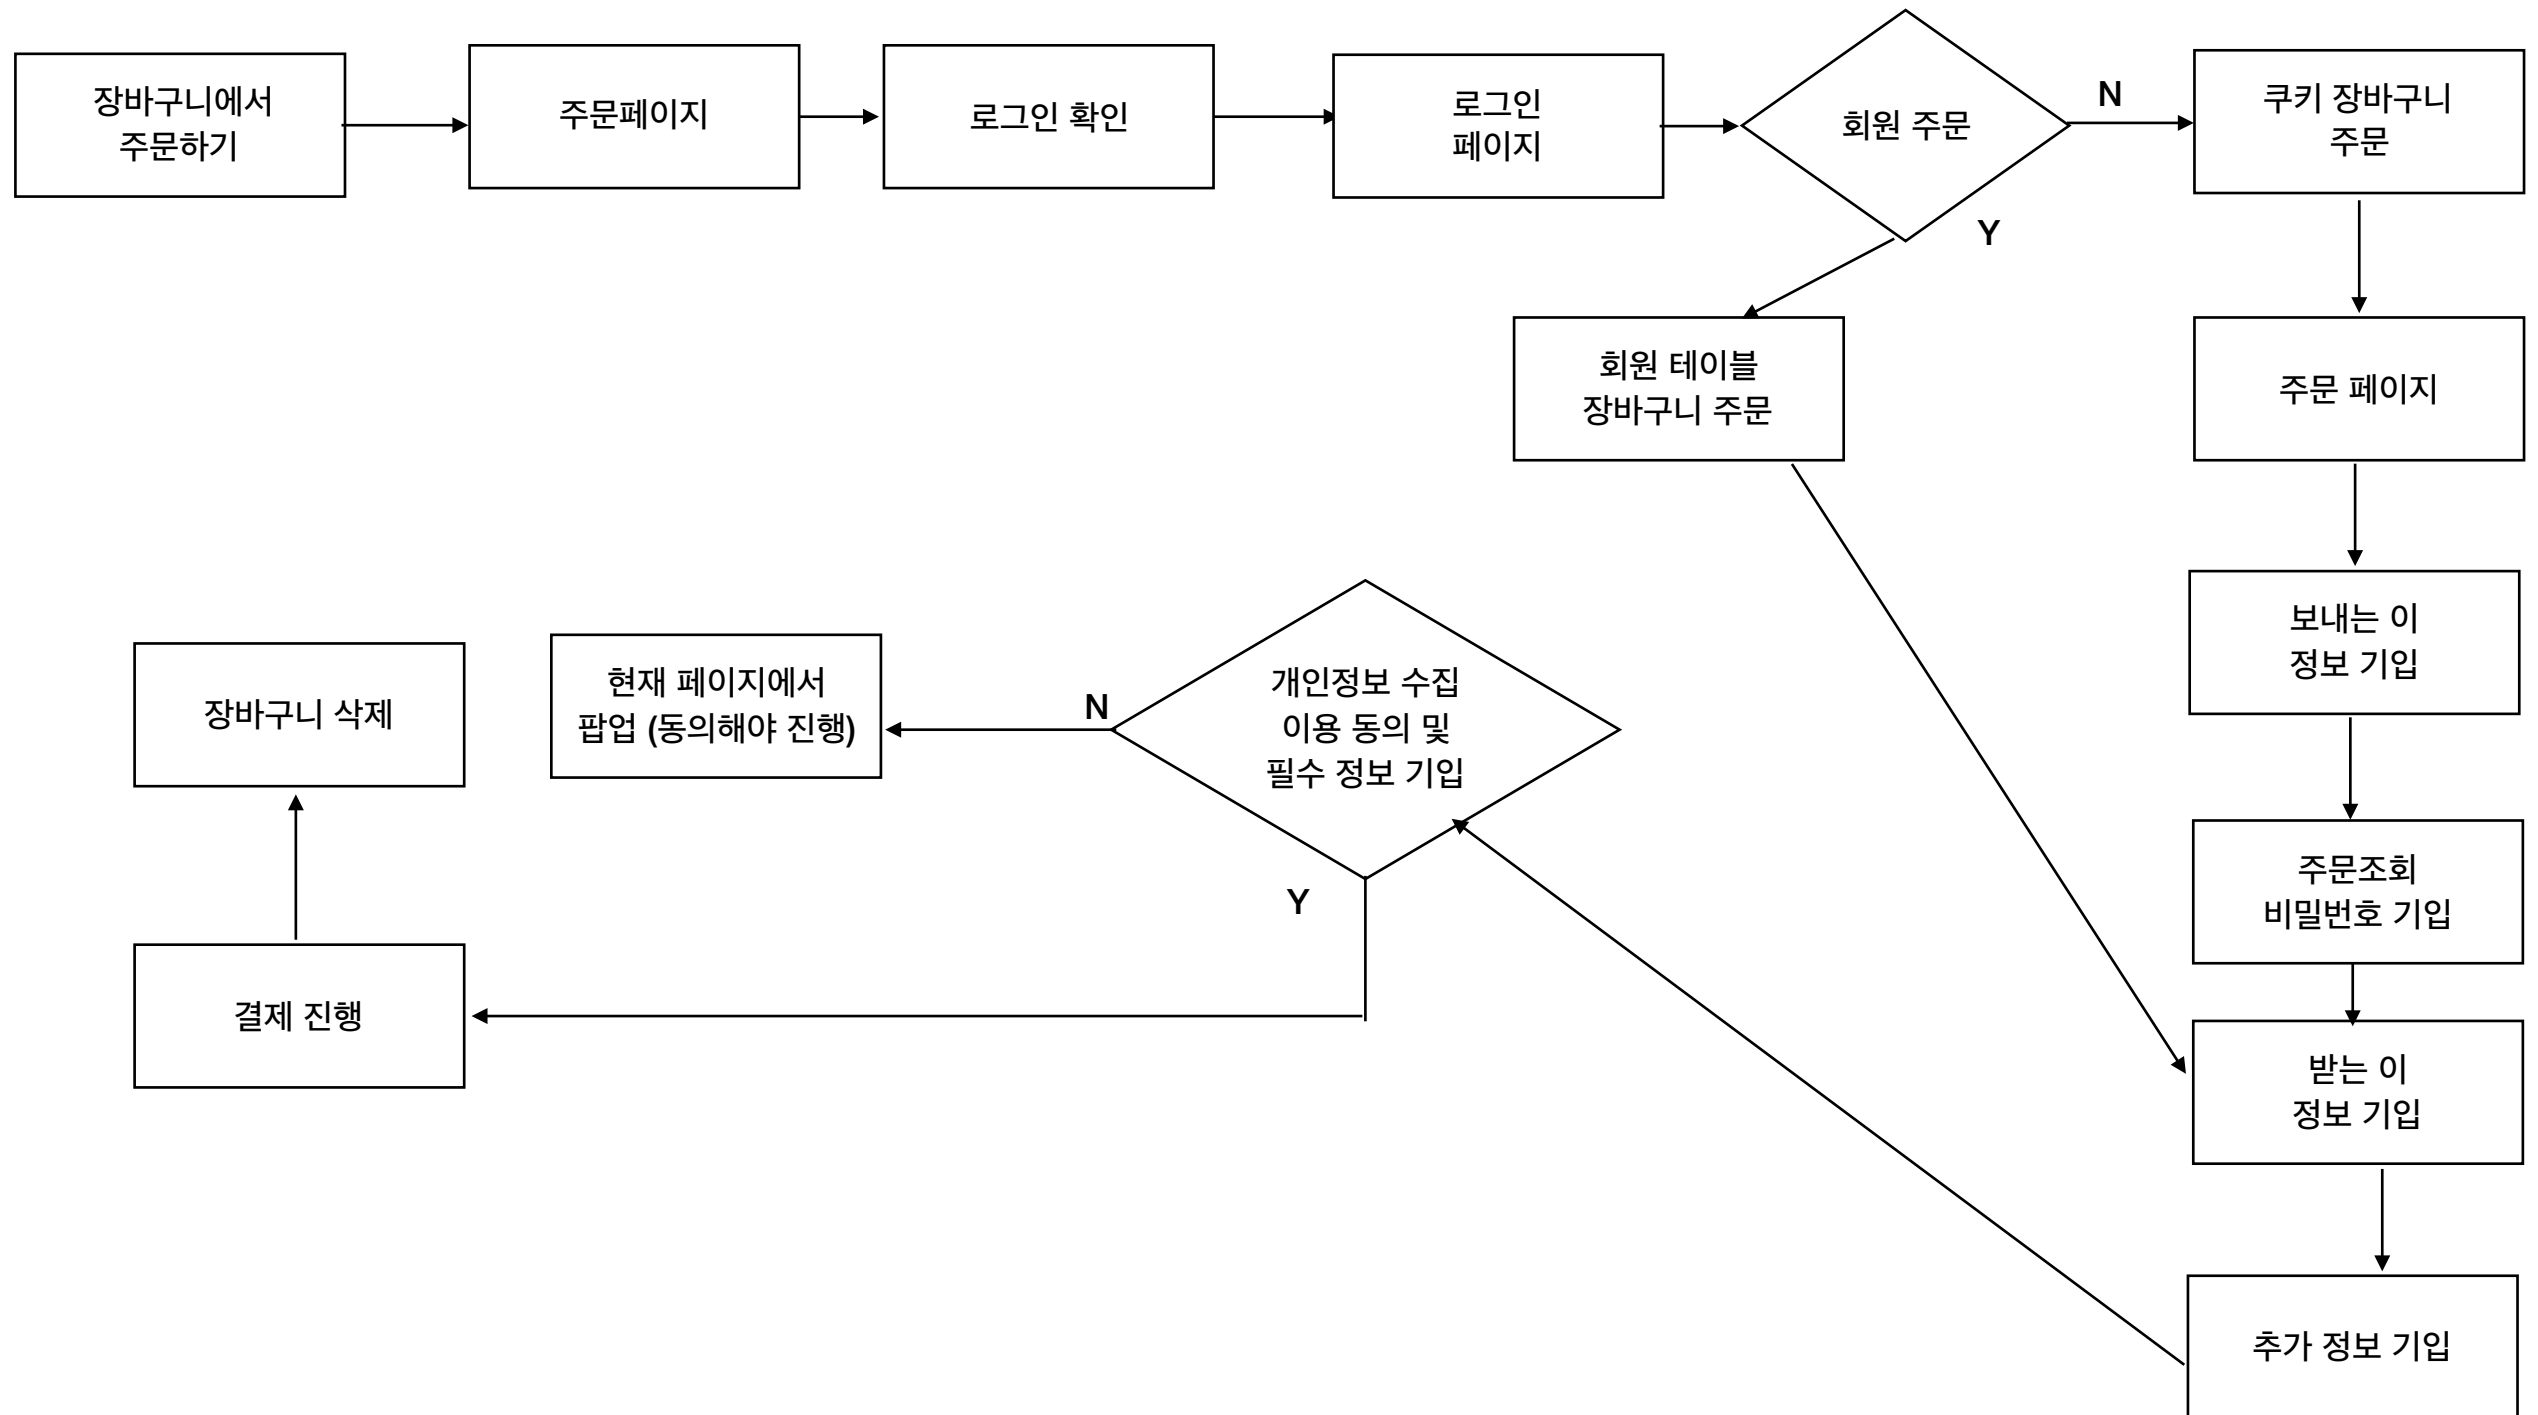 장바구니에서
주문하기
주문페이지
로그인 확인
로그인
페이지
회원 주문
N
쿠키 장바구니
주문
Y
회원 테이블
장바구니 주문
주문 페이지
보내는 이
정보 기입
장바구니 삭제
현재 페이지에서
팝업 (동의해야 진행)
N
개인정보 수집
이용 동의 및
필수 정보 기입
Y
주문조회
비밀번호 기입
결제 진행
받는 이
정보 기입
추가 정보 기입